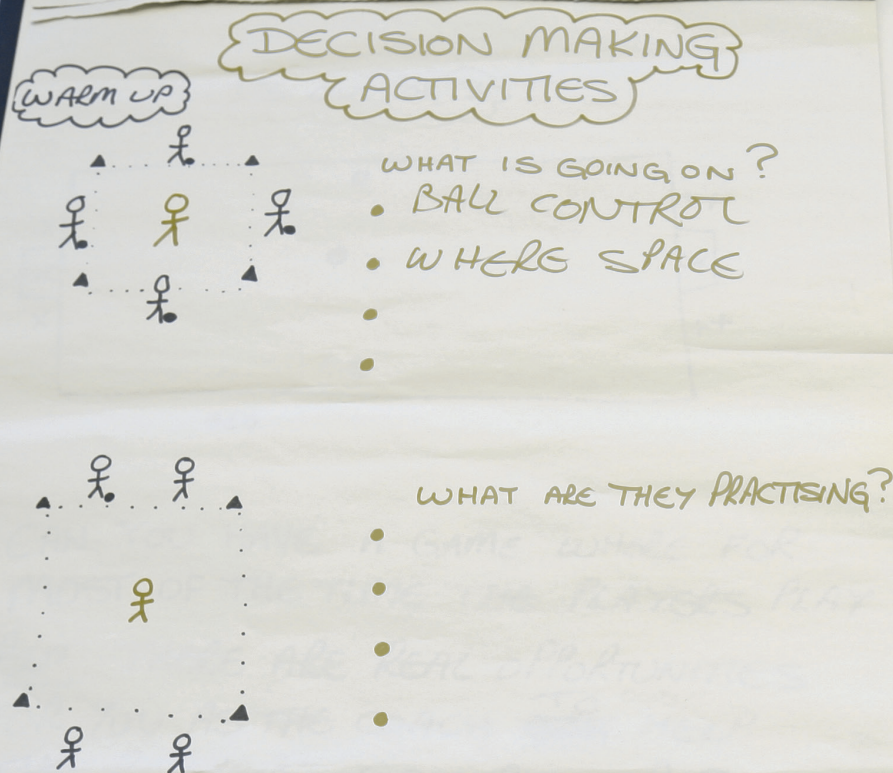 DECISION MAKING
ACTIVITIES
WARM UP
WHAT IS GOING ON?
• BALL CONTROL
• WHERE SPACE
•
•
WHAT ARE THEY PRACTISING?
•
•
•
•